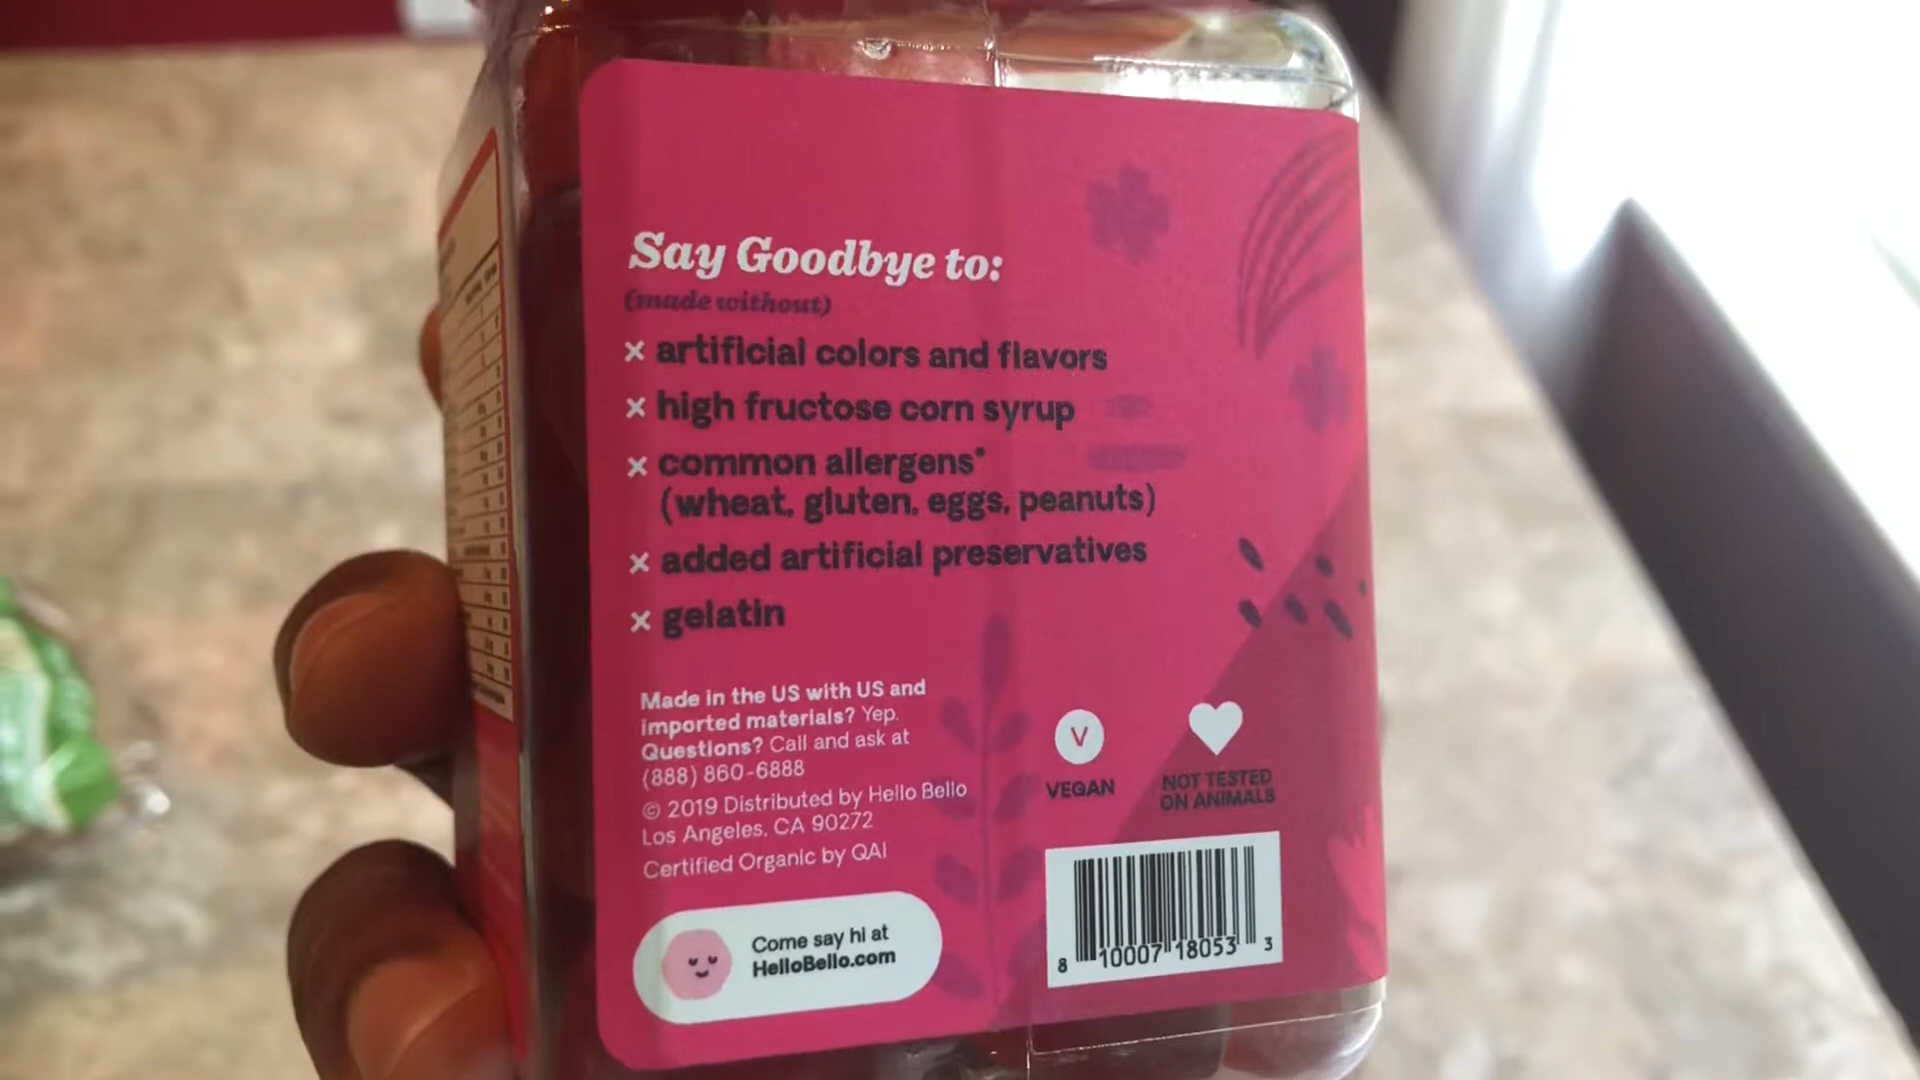 Say Goodbye to:
(made without)
× artificial colors and flavors
× high fructose corn syrup
× common allergens*
(wheat, gluten, eggs, peanuts)
× added artificial preservatives
× gelatin
Made in the US with US and
imported materials? Yep.
Questions? Call and ask at
(888) 860-6888
© 2019 Distributed by Hello Bello
Los Angeles, CA 90272
Certified Organic by QAI
V
VEGAN
NOT TESTED
ON ANIMALS
Come say hi at
HelloBello.com
8 10007 18053 3